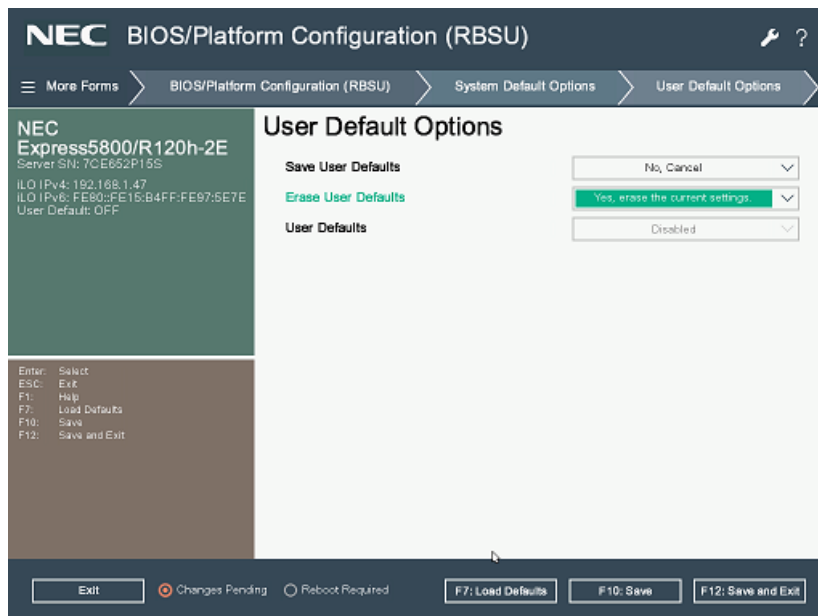 NEC BIOS/Platform Configuration (RBSU)
?
More Forms
BIOS/Platform Configuration (RBSU)
System Default Options
User Default Options
NEC
Express5800/R120h-2E
Server SN: 7CE652P15S
iLO IPv4: 192.168.1.47
iLO IPv6: FE80::FE15:B4FF:FE97:5E7E
User Default: OFF
User Default Options
Save User Defaults No, Cancel
Erase User Defaults Yes, erase the current settings.
User Defaults Disabled
Enter: Select
ESC: Exit
F1: Help
F7: Load Defaults
F10: Save
F12: Save and Exit
Exit Changes Pending Reboot Required F7: Load Defaults F10: Save F12: Save and Exit